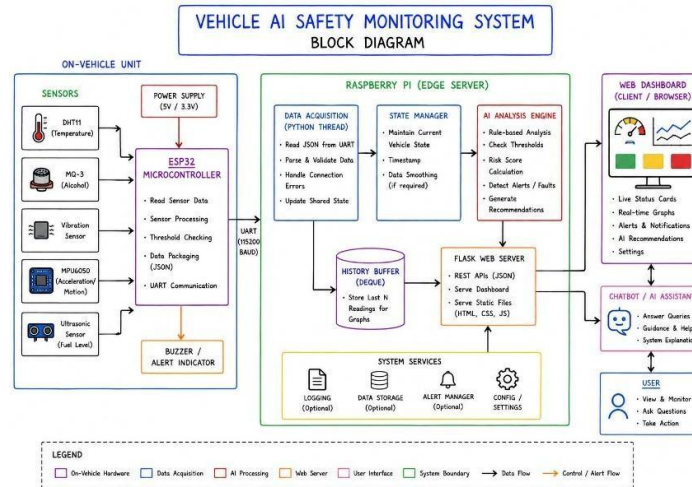 VEHICLE AI SAFETY MONITORING SYSTEM
BLOCK DIAGRAM
ON-VEHICLE UNIT
SENSORS
DHT11
(Temperature)
MQ-3
(Alcohol)
Vibration
Sensor
MPU6050
(Acceleration/
Motion)
Ultrasonic
Sensor
(Fuel Level)
POWER SUPPLY
(5V / 3.3V)
ESP32
MICROCONTROLLER
• Read Sensor Data
• Sensor Processing
• Threshold Checking
• Data Packaging
(JSON)
• UART Communication
BUZZER /
ALERT INDICATOR
UART
(115200
BAUD)
RASPBERRY PI (EDGE SERVER)
DATA ACQUISITION
(PYTHON THREAD)
• Read JSON from UART
• Parse & Validate Data
• Handle Connection
Errors
• Update Shared State
STATE MANAGER
• Maintain Current
Vehicle State
• Timestamp
• Data Smoothing
(if required)
AI ANALYSIS ENGINE
• Rule-based Analysis
• Check Thresholds
• Risk Score
Calculation
• Detect Alerts / Faults
• Generate
Recommendations
HISTORY BUFFER
(DEQUE)
• Store Last N
Readings for
Graphs
FLASK WEB SERVER
• REST APIs (JSON)
• Serve Dashboard
• Serve Static Files
(HTML, CSS, JS)
SYSTEM SERVICES
LOGGING
(Optional)
DATA STORAGE
(Optional)
ALERT MANAGER
(Optional)
CONFIG /
SETTINGS
WEB DASHBOARD
(CLIENT / BROWSER)
• Live Status Cards
• Real-time Graphs
• Alerts & Notifications
• AI Recommendations
• Settings
CHATBOT / AI ASSISTAN
• Answer Queries
• Guidance & Help
• System Explanatio
USER
• View & Monitor
• Ask Questions
• Take Action
LEGEND
On-Vehicle Hardware
Data Acquisition
AI Processing
Web Server
User Interface
System Boundary
Data Flow
Control / Alert Flow